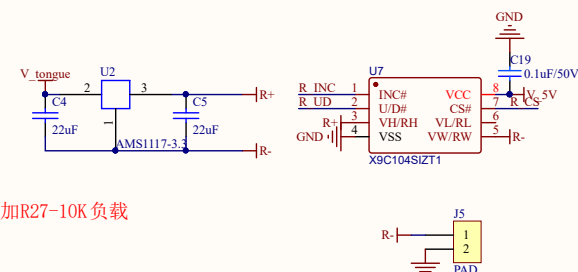 GND
C19
0.1uF/50V
V_tongue
U2
2
3
1
C4
22uF
C5
22uF
AMS1117-3.3
R+
R-
U7
R_INC
1
INC#
VCC
8
V_5V
R_UD
2
U/D#
CS#
7
R_CS
R+
3
VH/RH
VL/RL
6
GND
4
VSS
VW/RW
5
R-
X9C104SIZT1
加R27-10K负载
J5
R-
1
2
PAD